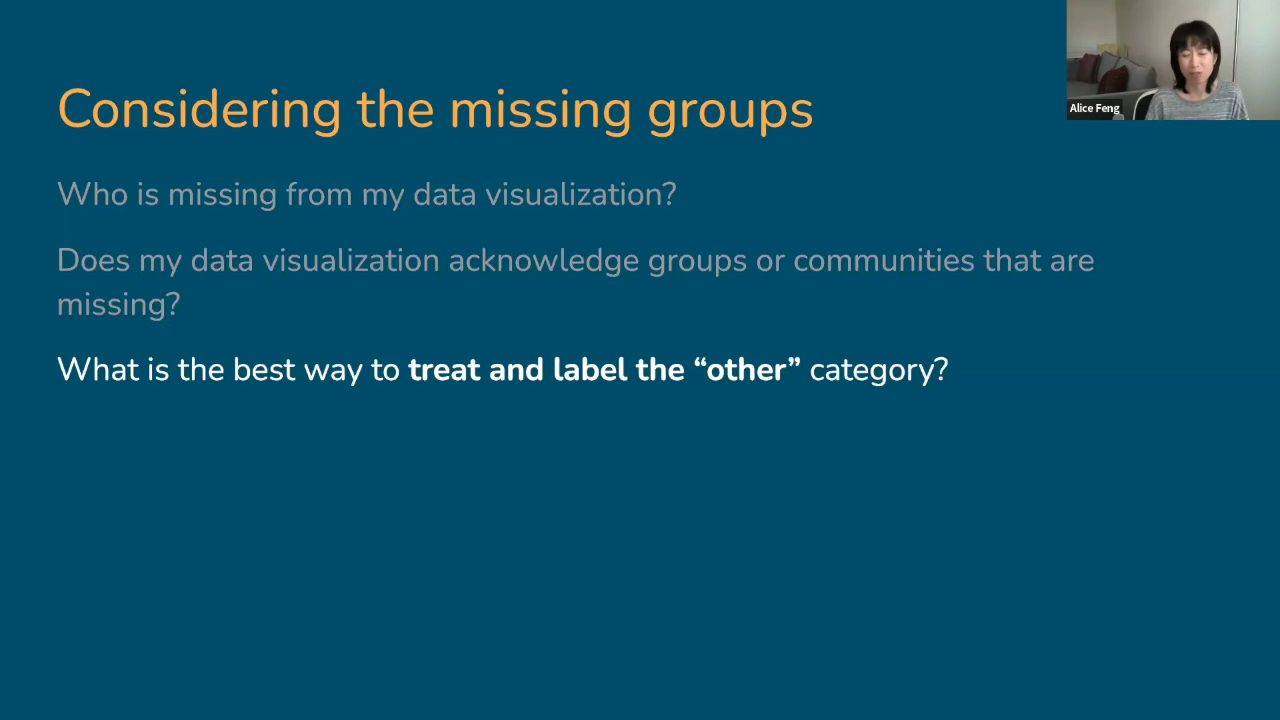 Considering the missing groups
Alice Feng
Who is missing from my data visualization?
Does my data visualization acknowledge groups or communities that are
missing?
What is the best way to treat and label the “other” category?